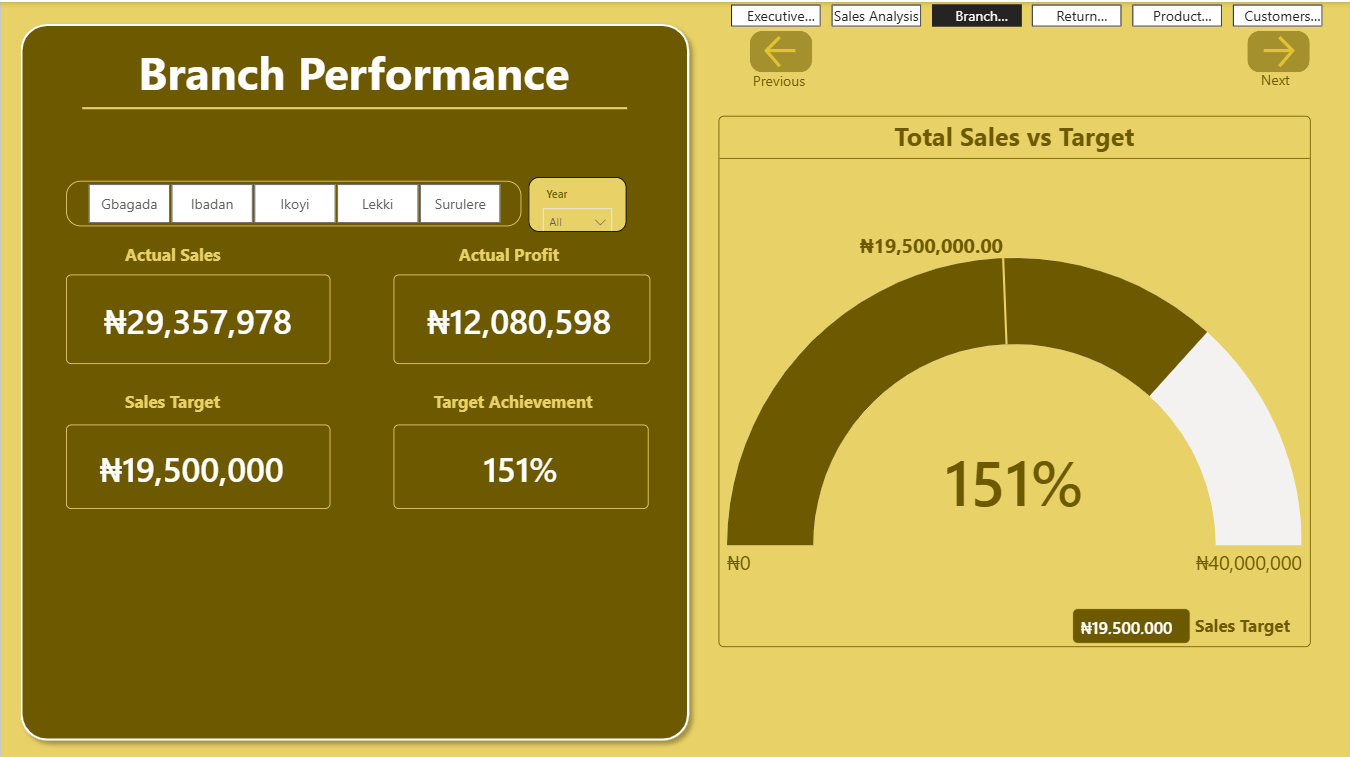 Executive... Sales Analysis Branch... Return... Product... Customers...
Previous
Next
Branch Performance
Gbagada Ibadan Ikoyi Lekki Surulere
Year
All
Actual Sales
Actual Profit
₦29,357,978
₦12,080,598
Sales Target
Target Achievement
₦19,500,000
151%
Total Sales vs Target
₦19,500,000.00
151%
₦0
₦40,000,000
₦19,500,000 Sales Target